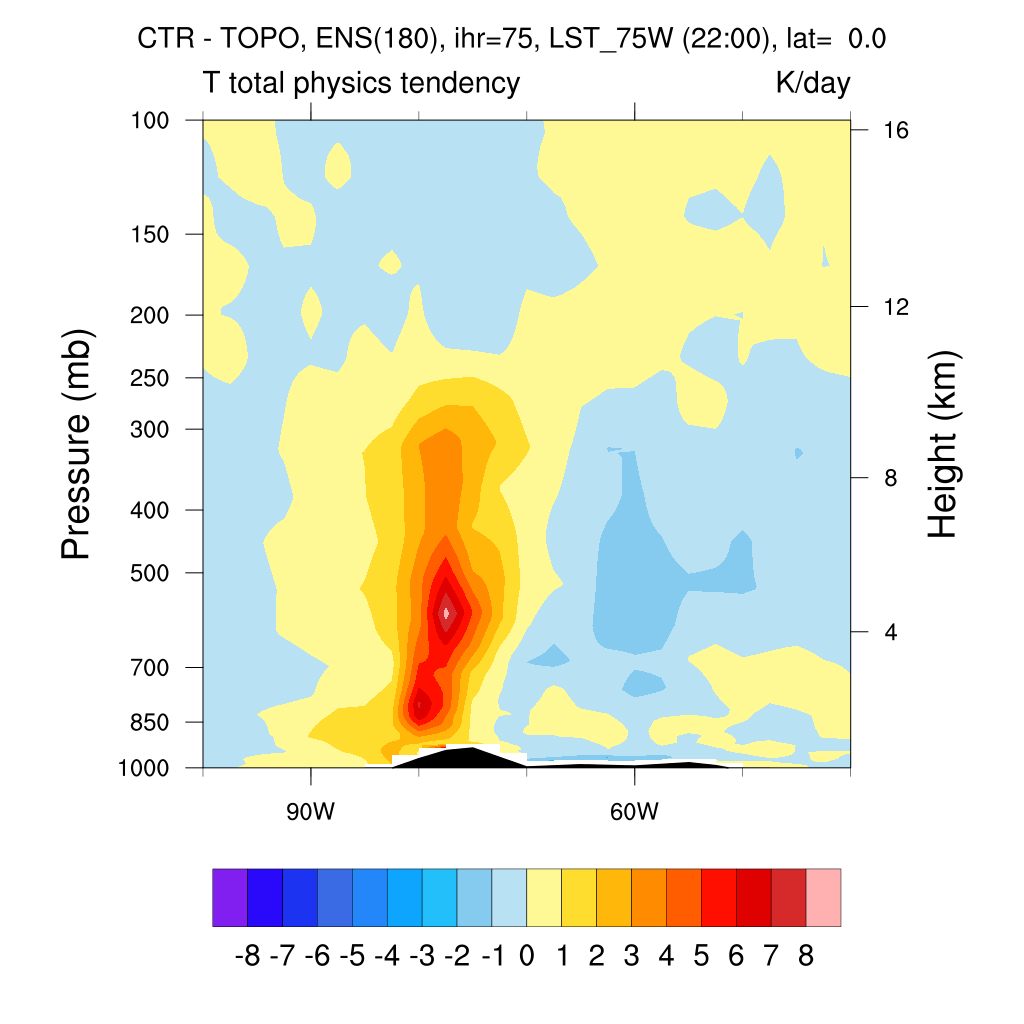 CTR - TOPO, ENS(180), ihr=75, LST_75W (22:00), lat=  0.0
T total physics tendency K/day
100
150
200
250
300
400
500
700
850
1000
Pressure (mb)
16
12
8
4
Height (km)
90W 60W
-8 -7 -6 -5 -4 -3 -2 -1 0 1 2 3 4 5 6 7 8